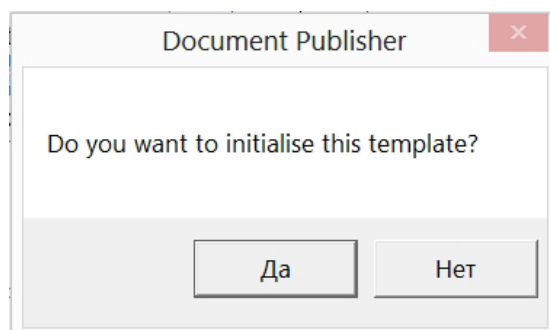 Document Publisher
Do you want to initialise this template?
Да
Нет